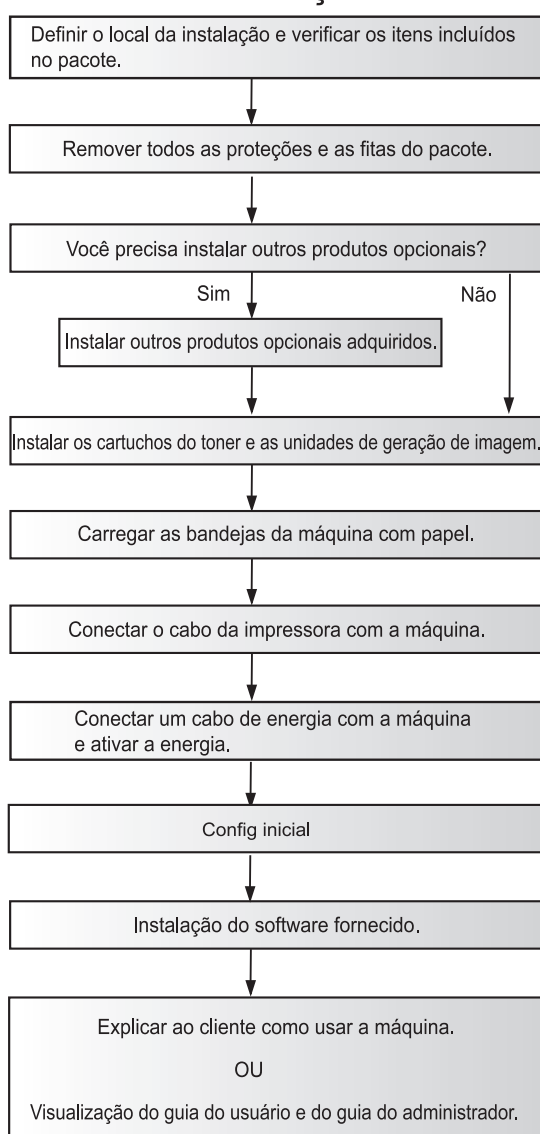 Definir o local da instalação e verificar os itens incluídos
no pacote.
Remover todos as proteções e as fitas do pacote.
Você precisa instalar outros produtos opcionais?
Sim
Não
Instalar outros produtos opcionais adquiridos.
Instalar os cartuchos do toner e as unidades de geração de imagem.
Carregar as bandejas da máquina com papel.
Conectar o cabo da impressora com a máquina.
Conectar um cabo de energia com a máquina
e ativar a energia.
Config inicial
Instalação do software fornecido.
Explicar ao cliente como usar a máquina.
OU
Visualização do guia do usuário e do guia do administrador.